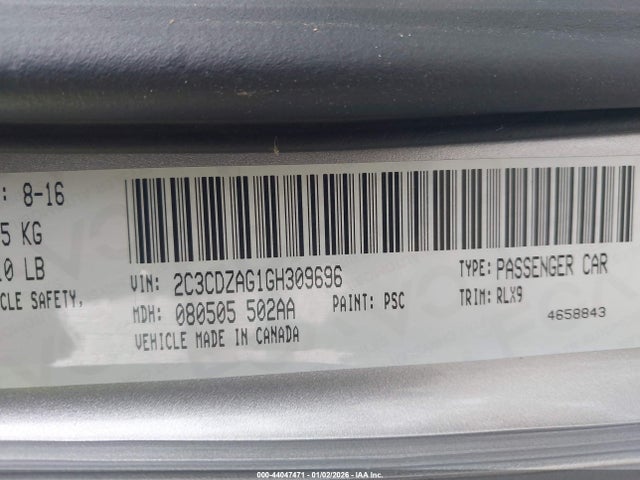 : 8-16
5 KG
0 LB
CLE SAFETY,
VIN: 2C3CDZAG1GH309696
TYPE: PASSENGER CAR
MDH: 080505 502AA
PAINT: PSC
TRIM: RLX9
VEHICLE MADE IN CANADA
4658843
000-44047471 - 01/02/2026 - IAA Inc.